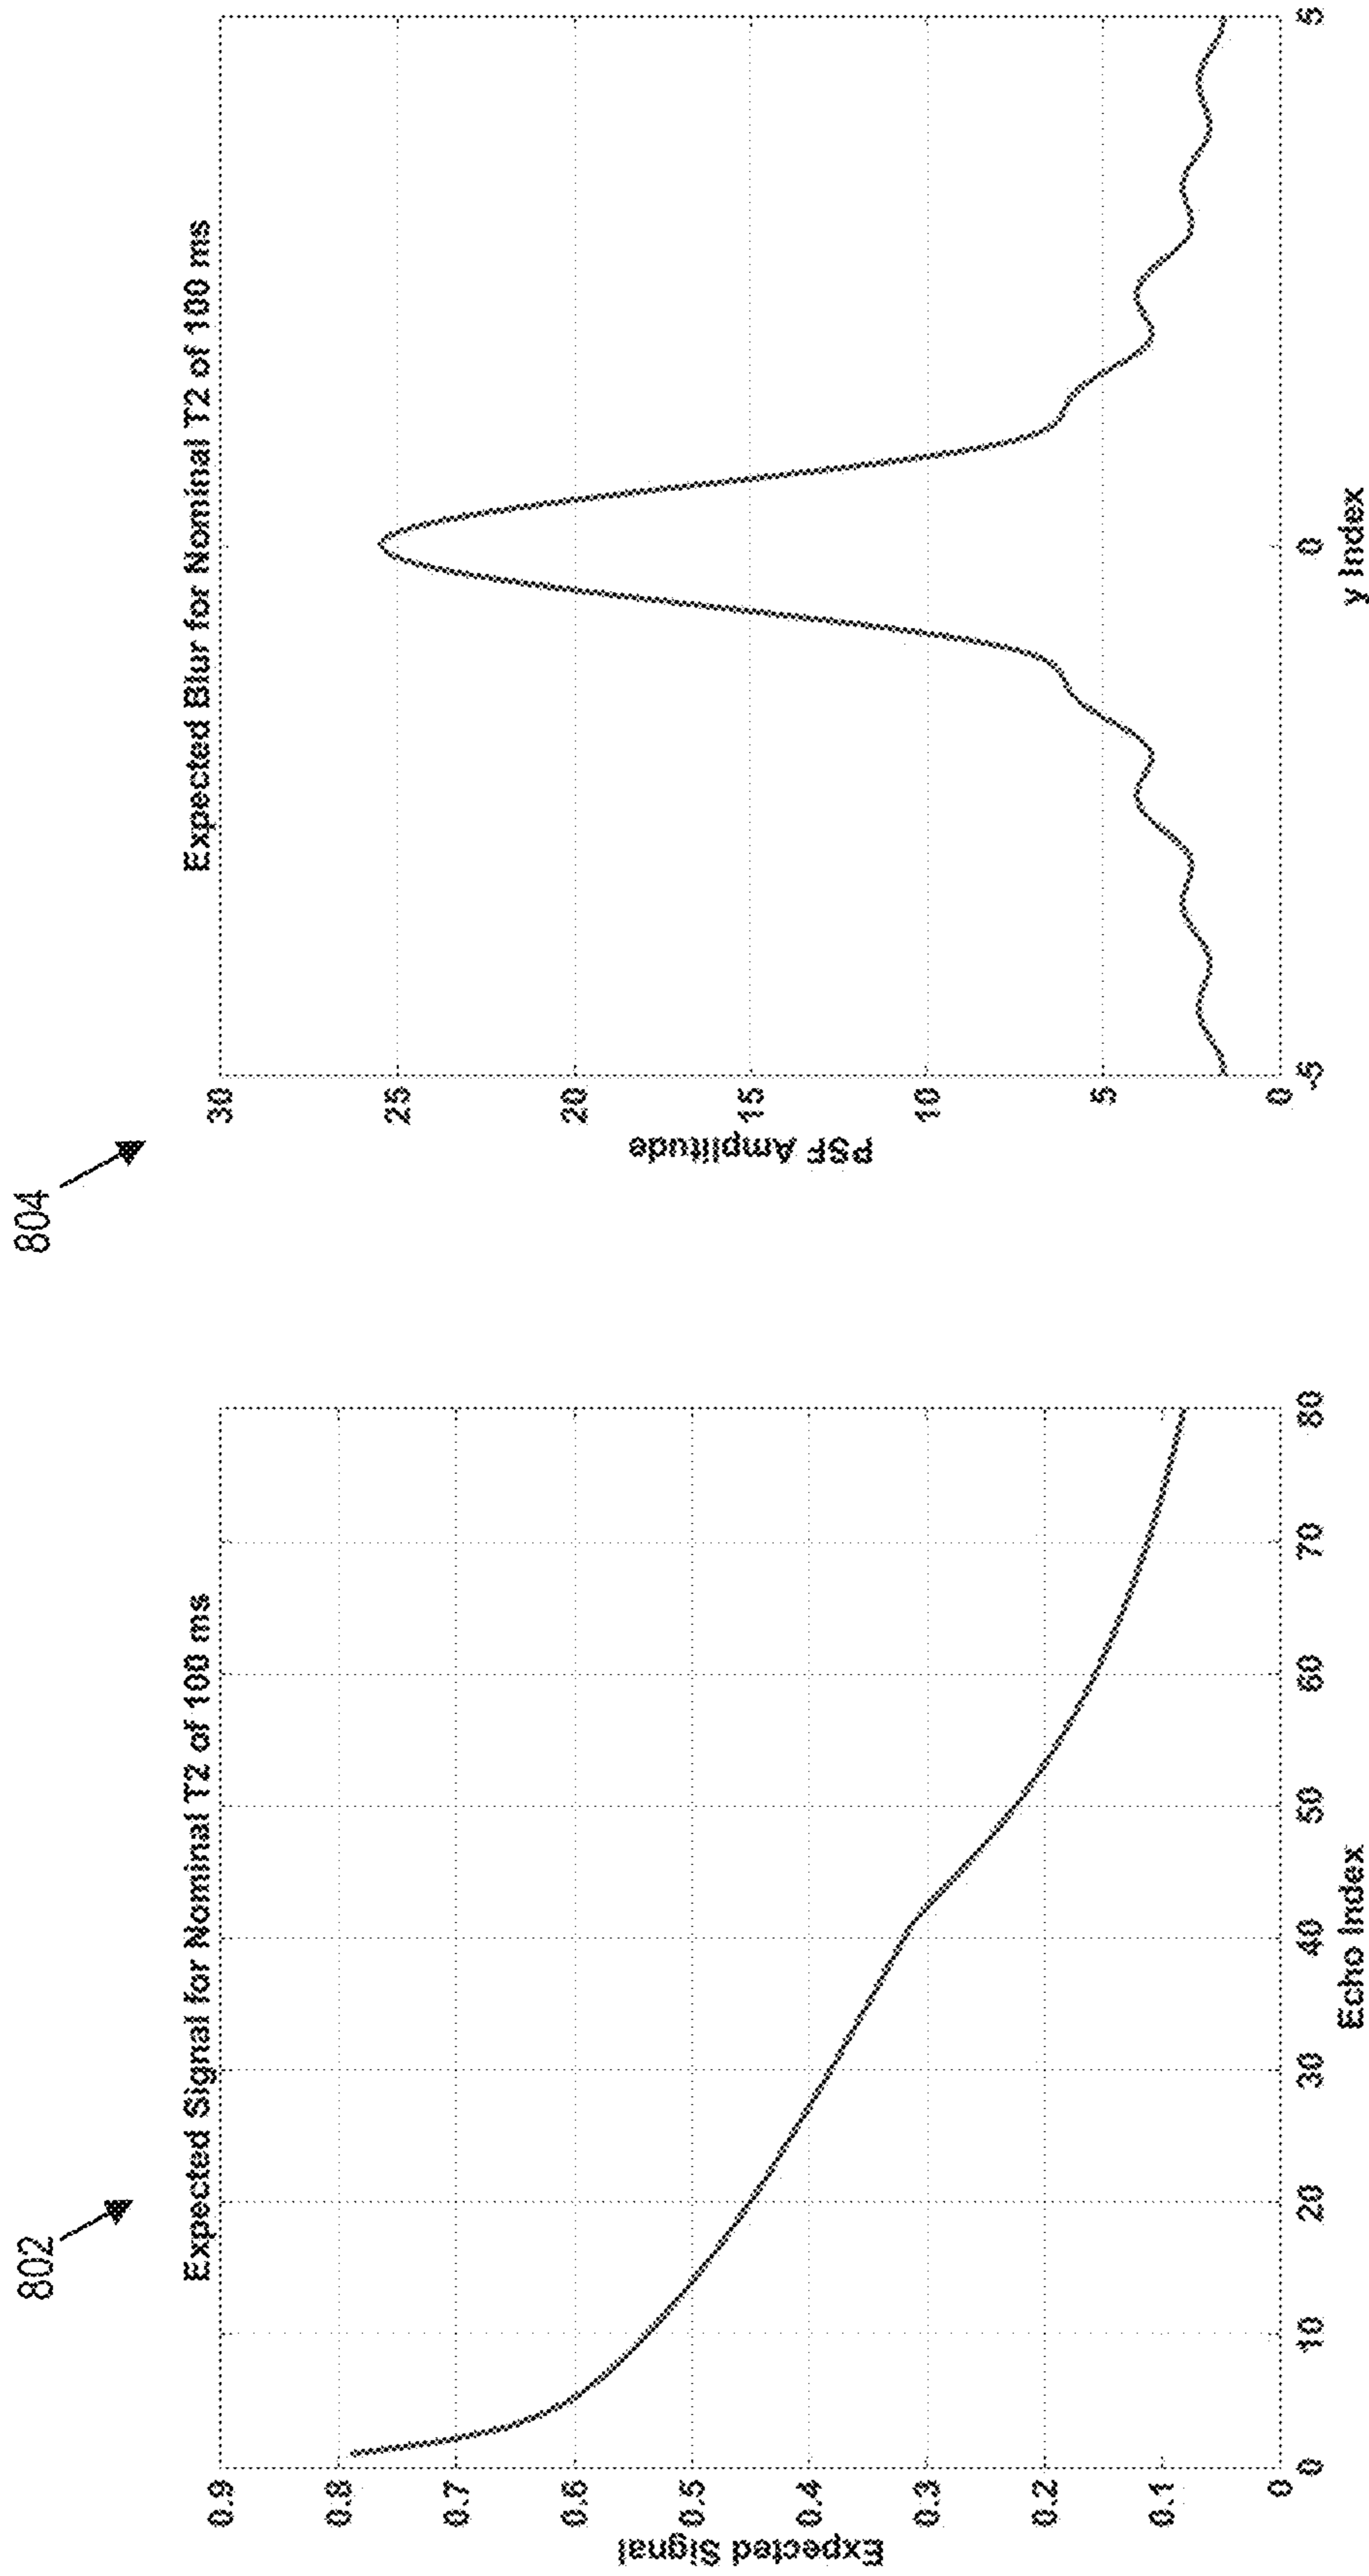 802
Expected Signal for Nominal T2 of 100 ms
Expected Signal
0.9
0.8
0.7
0.6
0.5
0.4
0.3
0.2
0.1
0
0 10 20 30 40 50 60 70 80
Echo Index
804
Expected Blur for Nominal T2 of 100 ms
PSF Amplitude
30
25
20
15
10
5
0
-5 0 5
y Index